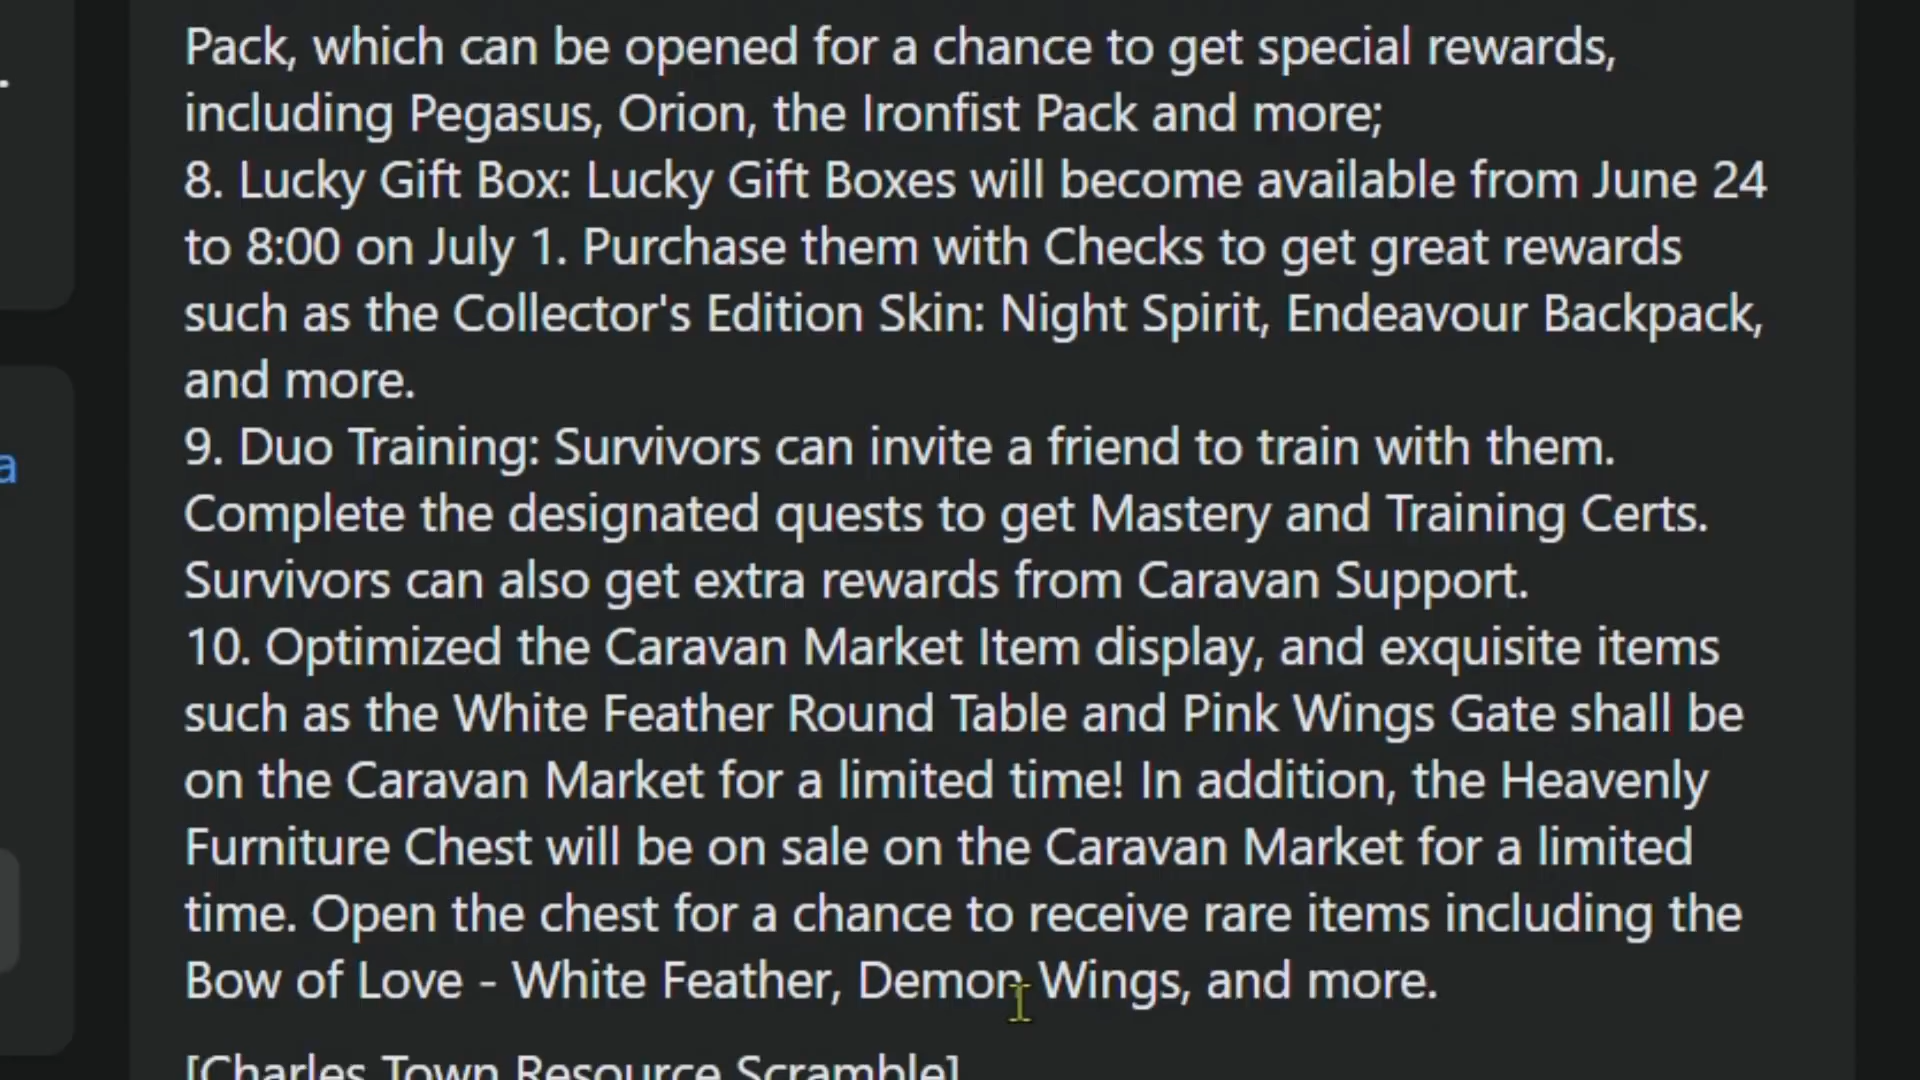 Pack, which can be opened for a chance to get special rewards,
including Pegasus, Orion, the Ironfist Pack and more;
8. Lucky Gift Box: Lucky Gift Boxes will become available from June 24
to 8:00 on July 1. Purchase them with Checks to get great rewards
such as the Collector's Edition Skin: Night Spirit, Endeavour Backpack,
and more.
9. Duo Training: Survivors can invite a friend to train with them.
Complete the designated quests to get Mastery and Training Certs.
Survivors can also get extra rewards from Caravan Support.
10. Optimized the Caravan Market Item display, and exquisite items
such as the White Feather Round Table and Pink Wings Gate shall be
on the Caravan Market for a limited time! In addition, the Heavenly
Furniture Chest will be on sale on the Caravan Market for a limited
time. Open the chest for a chance to receive rare items including the
Bow of Love - White Feather, Demon Wings, and more.
[Charles Town Resource Scramble]
a